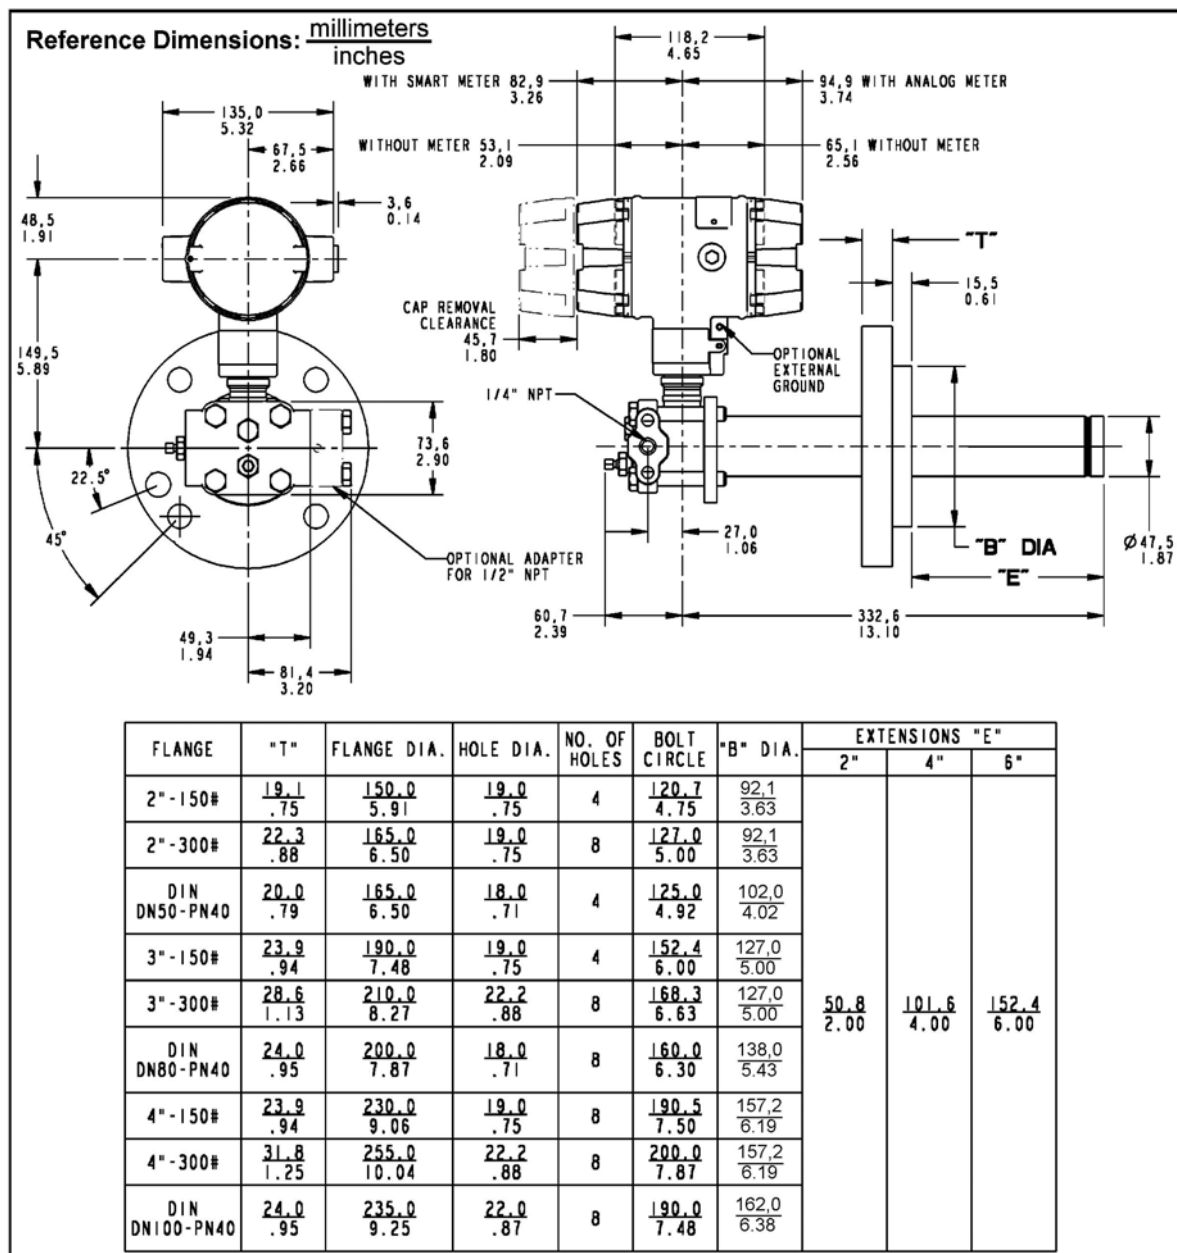 Reference Dimensions: millimeters
inches
118,2
4.65
WITH SMART METER 82,9
3.26
94,9 WITH ANALOG METER
3.74
135,0
5.32
67,5
2.66
WITHOUT METER 53,1
2.09
65,1 WITHOUT METER
2.56
3,6
0.14
48,5
1.91
"T"
15,5
0.61
CAP REMOVAL
CLEARANCE
45,7
1.80
149,5
5.89
OPTIONAL
EXTERNAL
GROUND
1/4" NPT
73,6
2.90
22.5°
45°
27,0
1.06
"B" DIA
Ø47,5
1.87
"E"
OPTIONAL ADAPTER
FOR 1/2" NPT
60,7
2.39
332,6
13.10
49,3
1.94
81,4
3.20
FLANGE "T" FLANGE DIA. HOLE DIA. NO. OF HOLES BOLT CIRCLE "B" DIA. EXTENSIONS "E"
2" 4" 6"
2"-150# 19.1 150.0 19.0 4 120.7 92,1
.75 5.91 .75 4.75 3.63
2"-300# 22.3 165.0 19.0 8 127.0 92,1
.88 6.50 .75 5.00 3.63
DIN DN50-PN40 20.0 165.0 18.0 4 125.0 102,0
.79 6.50 .71 4.92 4.02
3"-150# 23.9 190.0 19.0 4 152.4 127,0
.94 7.48 .75 6.00 5.00
3"-300# 28.6 210.0 22.2 8 168.3 127,0 50.8 101.6 152.4
1.13 8.27 .88 6.63 5.00 2.00 4.00 6.00
DIN DN80-PN40 24.0 200.0 18.0 8 160.0 138,0
.95 7.87 .71 6.30 5.43
4"-150# 23.9 230.0 19.0 8 190.5 157,2
.94 9.06 .75 7.50 6.19
4"-300# 31.8 255.0 22.2 8 200.0 157,2
1.25 10.04 .88 7.87 6.19
DIN DN100-PN40 24.0 235.0 22.0 8 190.0 162,0
.95 9.25 .87 7.48 6.38